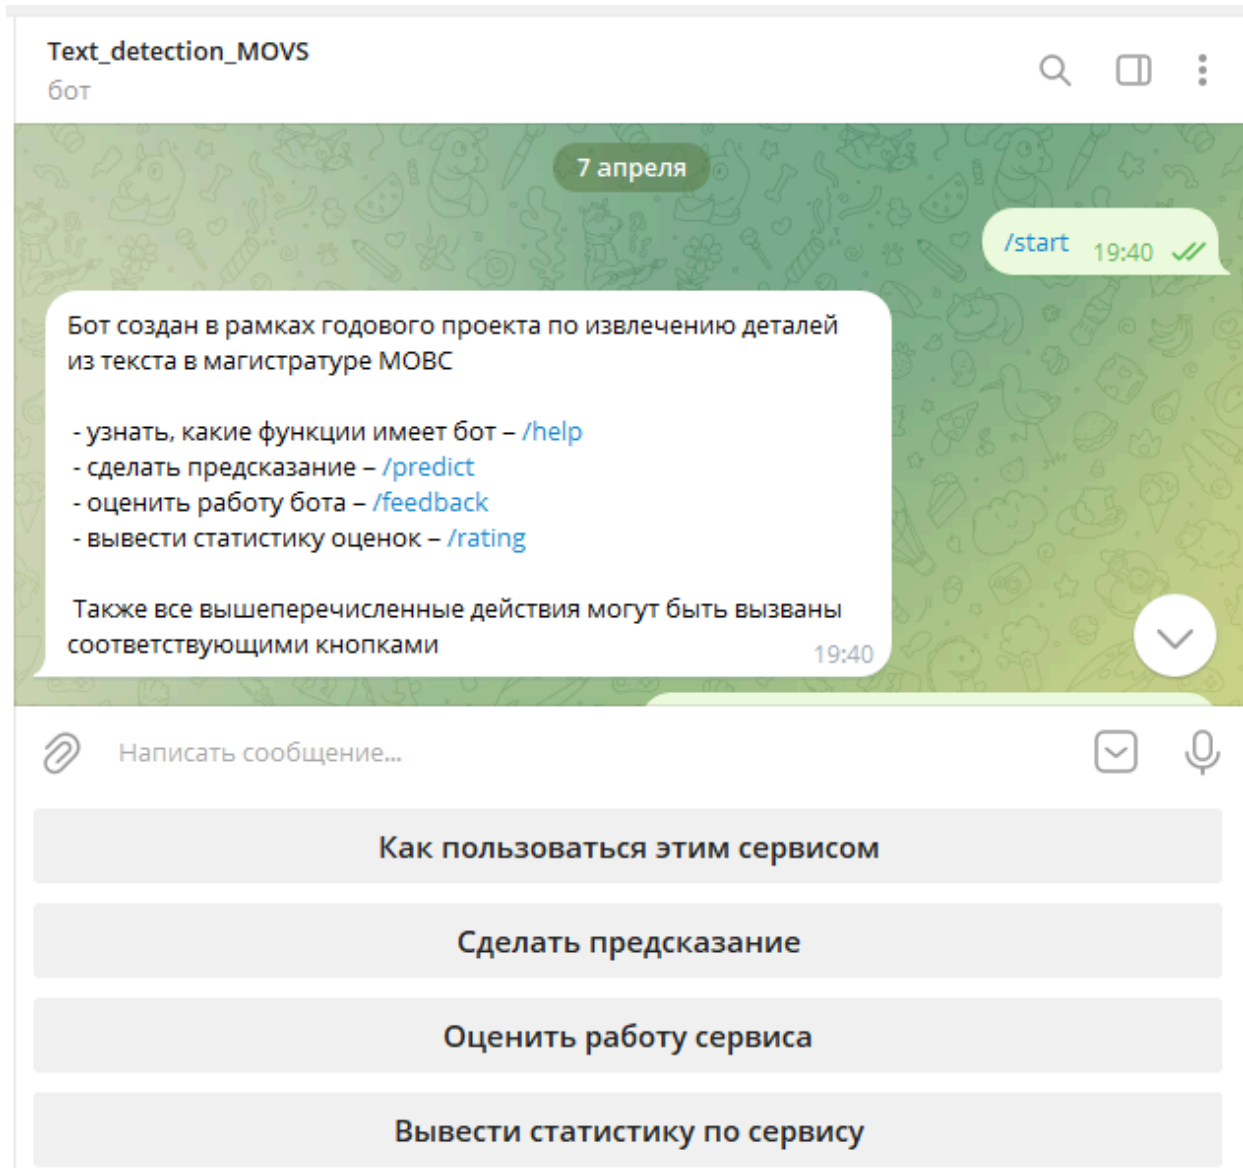 Text_detection_MOVS
бот
7 апреля
/start 19:40
Бот создан в рамках годового проекта по извлечению деталей
из текста в магистратуре МОВС
- узнать, какие функции имеет бот – /help
- сделать предсказание – /predict
- оценить работу бота – /feedback
- вывести статистику оценок – /rating
Также все вышеперечисленные действия могут быть вызваны
соответствующими кнопками
19:40
Написать сообщение...
Как пользоваться этим сервисом
Сделать предсказание
Оценить работу сервиса
Вывести статистику по сервису